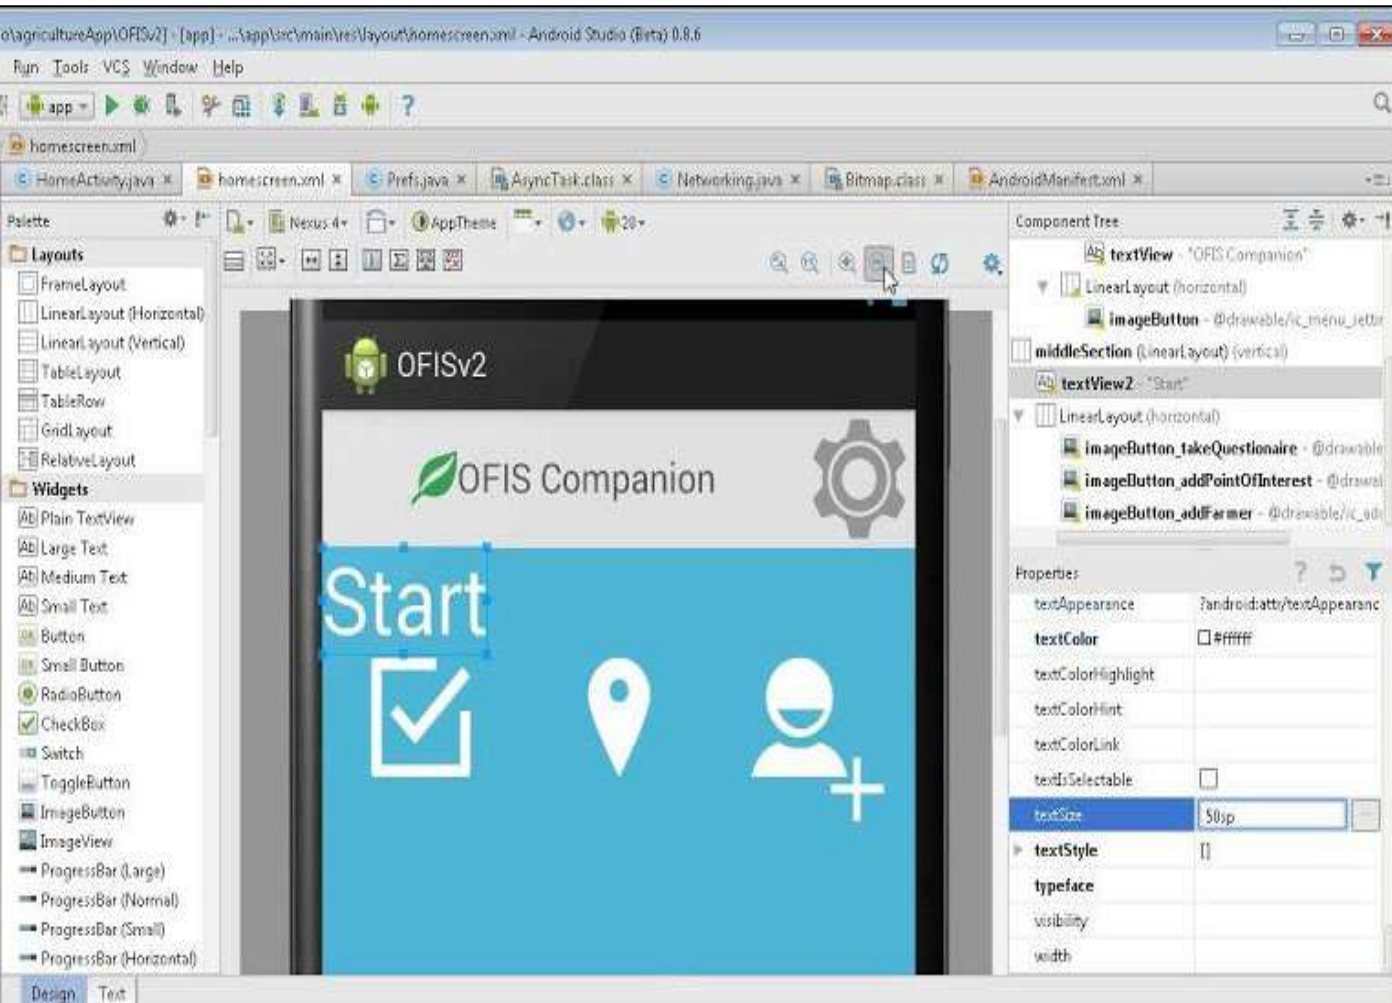 o\agricultureApp\OFISv2] - [app] - ...\app\src\main\res\layout\homescreen.xml - Android Studio (Beta) 0.8.6
Run Tools VCS Window Help
app
homescreen.xml
HomeActivity.java homescreen.xml Prefs.java AsyncTask.class Networking.java Bitmap.class AndroidManifest.xml
Palette
Nexus 4 AppTheme 20
Component Tree
Layouts
FrameLayout
LinearLayout (Horizontal)
LinearLayout (Vertical)
TableLayout
TableRow
GridLayout
RelativeLayout
Widgets
Plain TextView
Large Text
Medium Text
Small Text
Button
Small Button
RadioButton
CheckBox
Switch
ToggleButton
ImageButton
ImageView
ProgressBar (Large)
ProgressBar (Normal)
ProgressBar (Small)
ProgressBar (Horizontal)
Design Text
OFISv2
OFIS Companion
Start
textView - "OFIS Companion"
LinearLayout (horizontal)
imageButton - @drawable/ic_menu_settin
middleSection (LinearLayout) (vertical)
textView2 - "Start"
LinearLayout (horizontal)
imageButton_takeQuestionaire - @drawable
imageButton_addPointOfInterest - @drawal
imageButton_addFarmer - @drawable/ic_ad
Properties
textAppearance ?android:attr/textAppearanc
textColor #ffffff
textColorHighlight
textColorHint
textColorLink
textIsSelectable
textSize 50sp
textStyle []
typeface
visibility
width